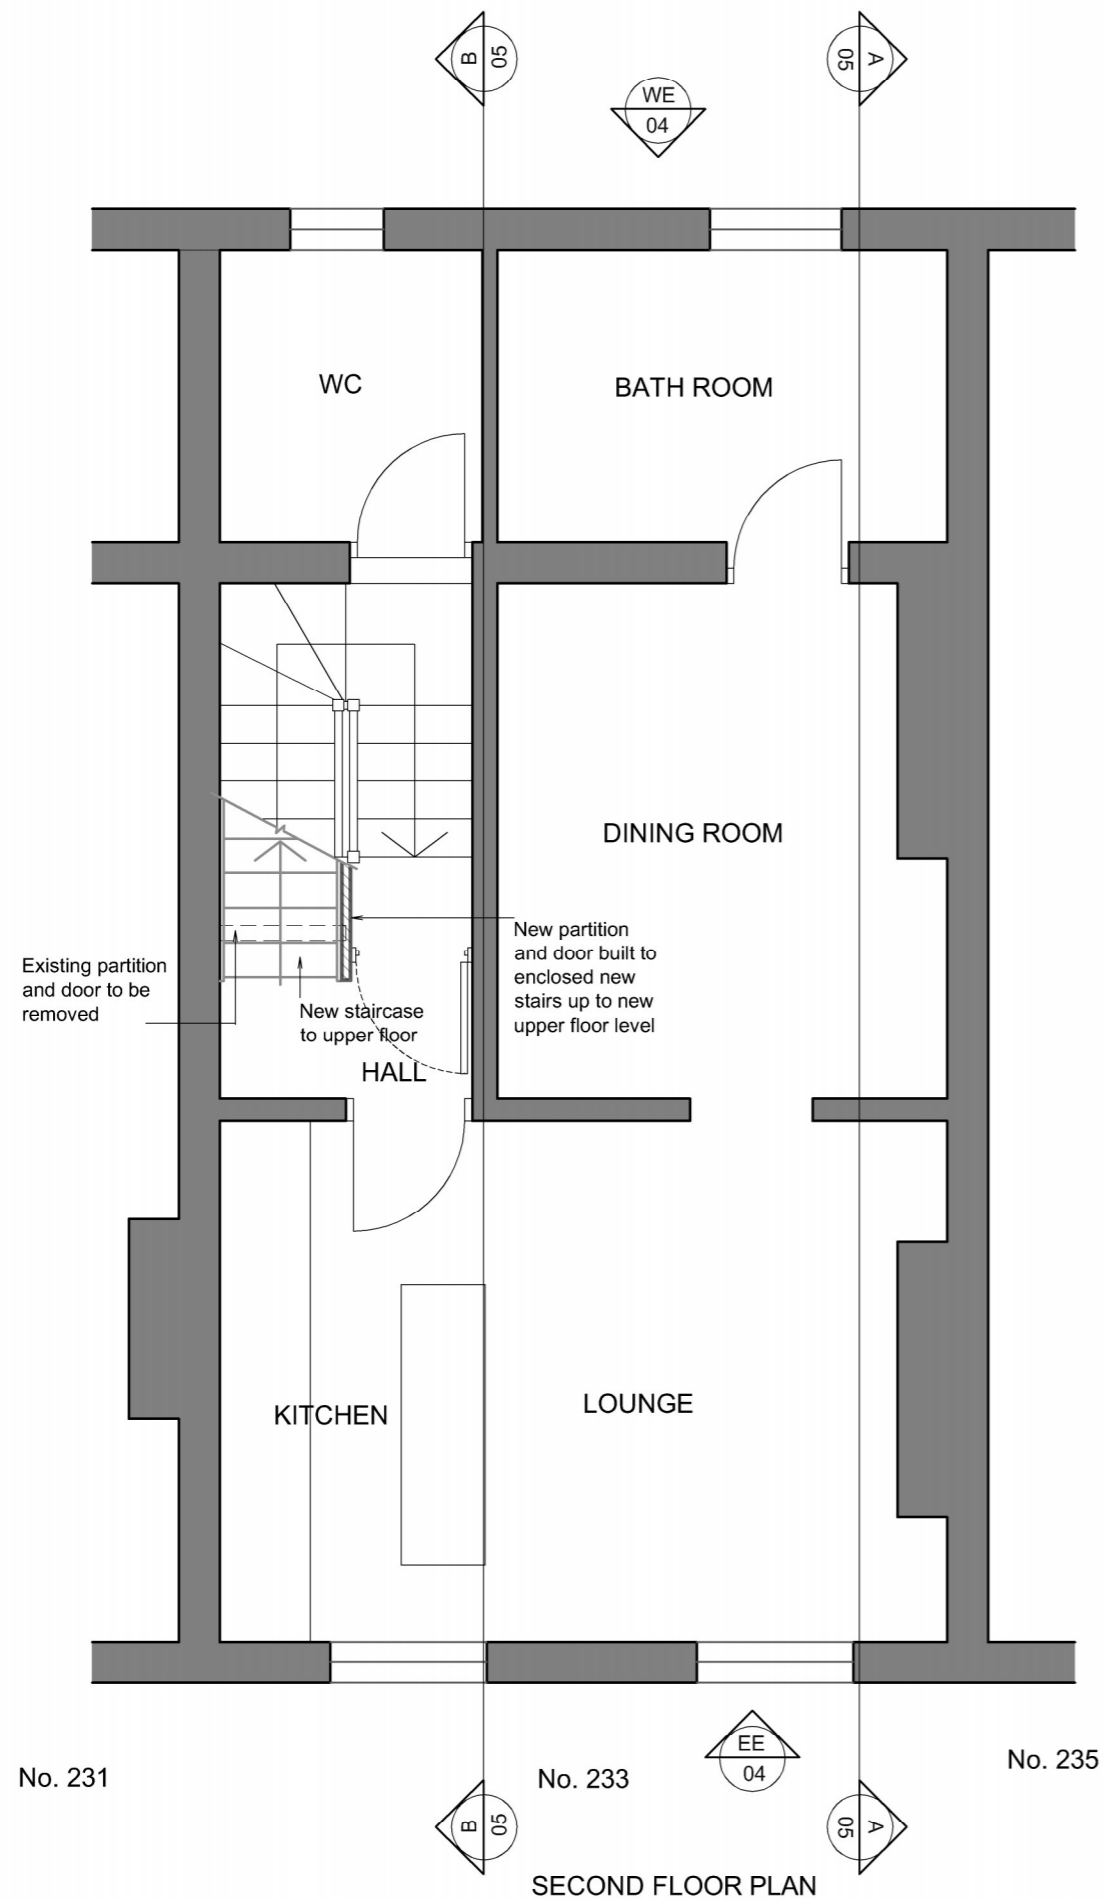 B
05
05
A
WE
04
WC
BATH ROOM
DINING ROOM
New partition
and door built to
enclosed new
stairs up to new
upper floor level
Existing partition
and door to be
removed
New staircase
to upper floor
HALL
KITCHEN
LOUNGE
EE
04
No. 231
No. 233
No. 235
B
05
05
A
SECOND FLOOR PLAN